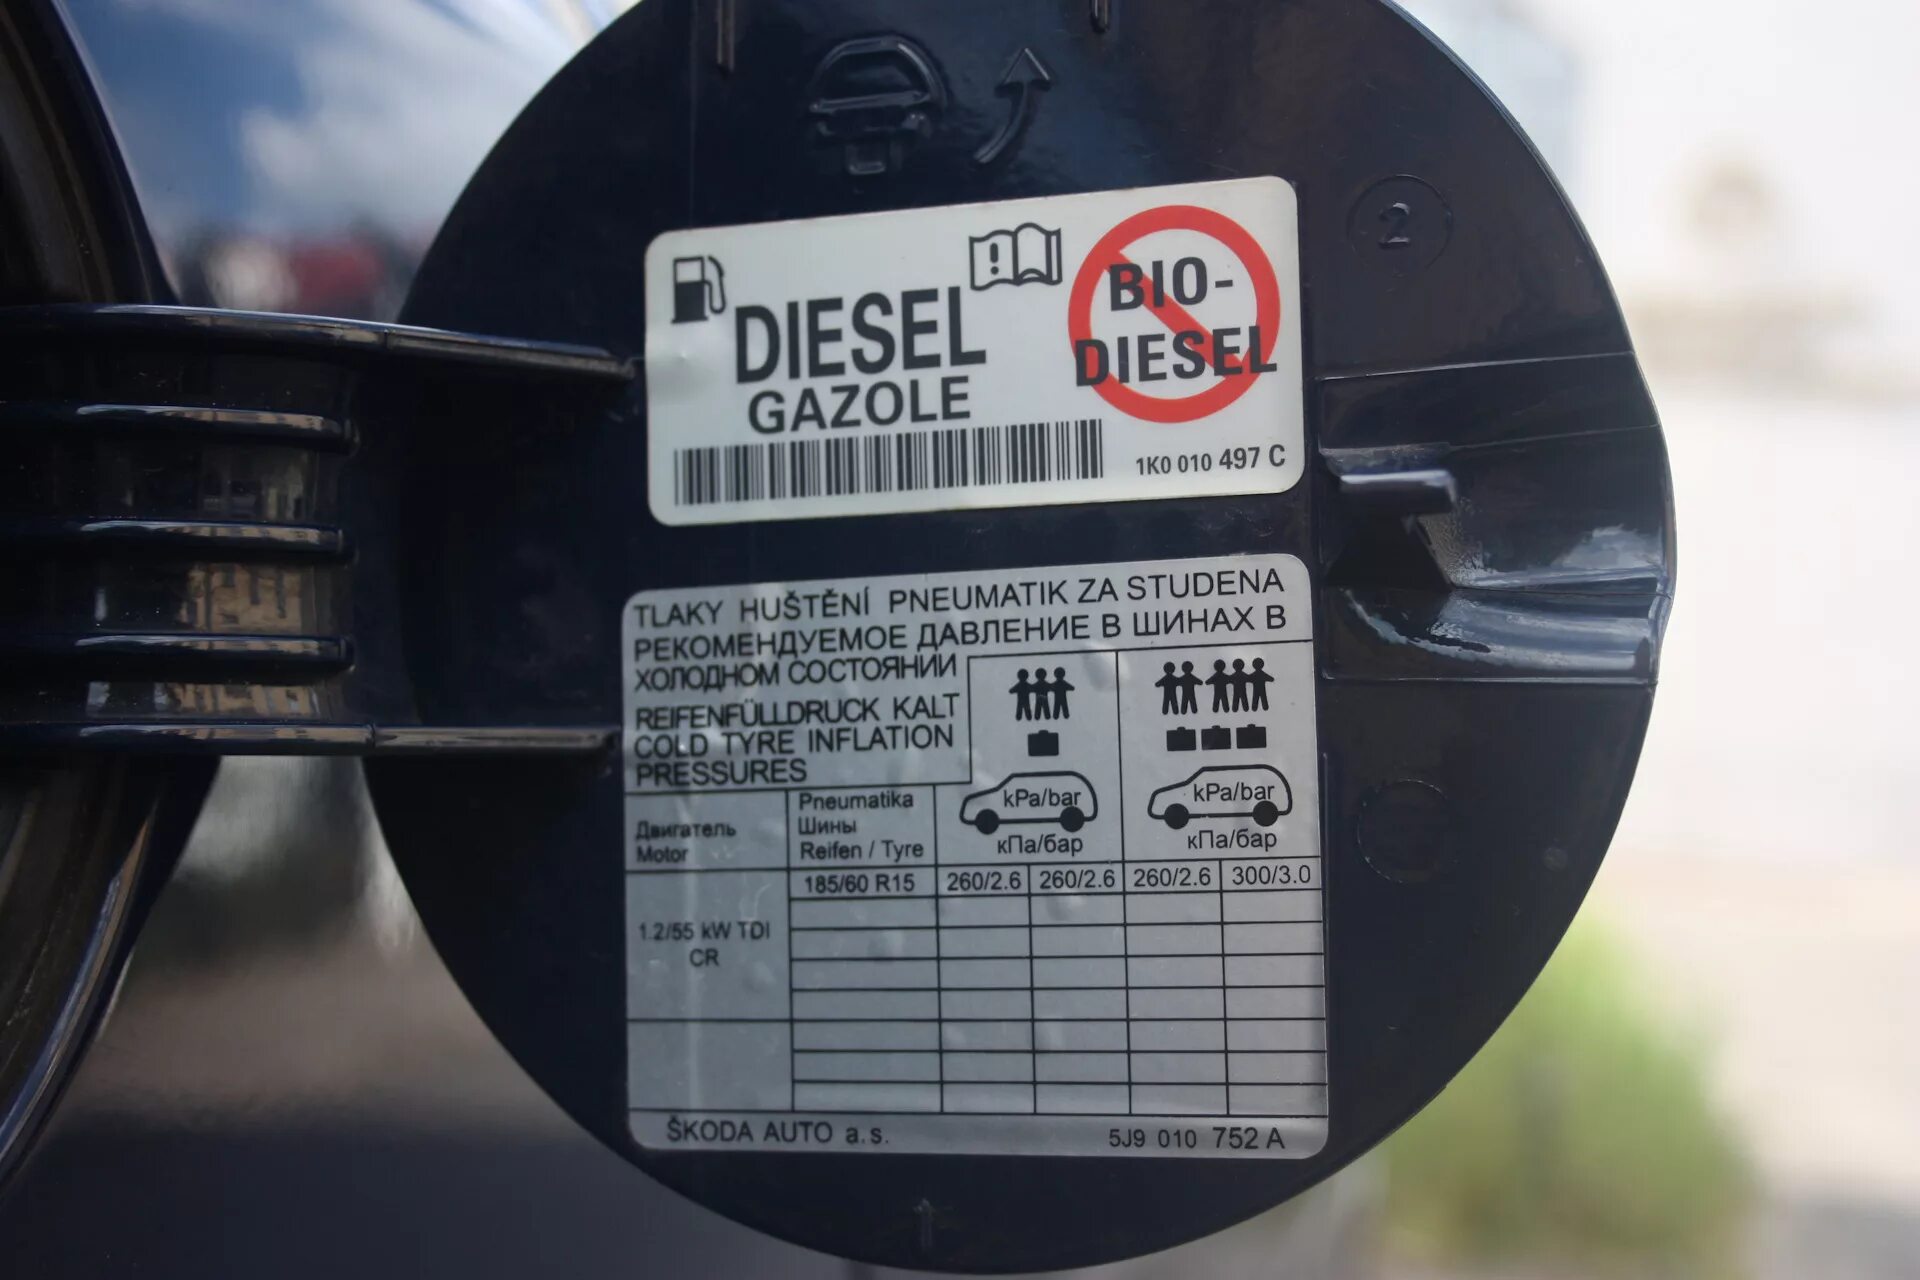 2
DIESEL
GAZOLE
BIO-
DIESEL
1K0 010 497 C
TLAKY HUŠTĚNÍ PNEUMATIK ZA STUDENA
РЕКОМЕНДУЕМОЕ ДАВЛЕНИЕ В ШИНАХ В
ХОЛОДНОМ СОСТОЯНИИ
REIFENFÜLLDRUCK KALT
COLD TYRE INFLATION
PRESSURES
kPa/bar
кПа/бар
kPa/bar
кПа/бар
Двигатель
Motor
Pneumatika
Шины
Reifen / Tyre
185/60 R15 260/2.6 260/2.6 260/2.6 300/3.0
1.2/55 kW TDI
CR
ŠKODA AUTO a.s. 5J9 010 752 A